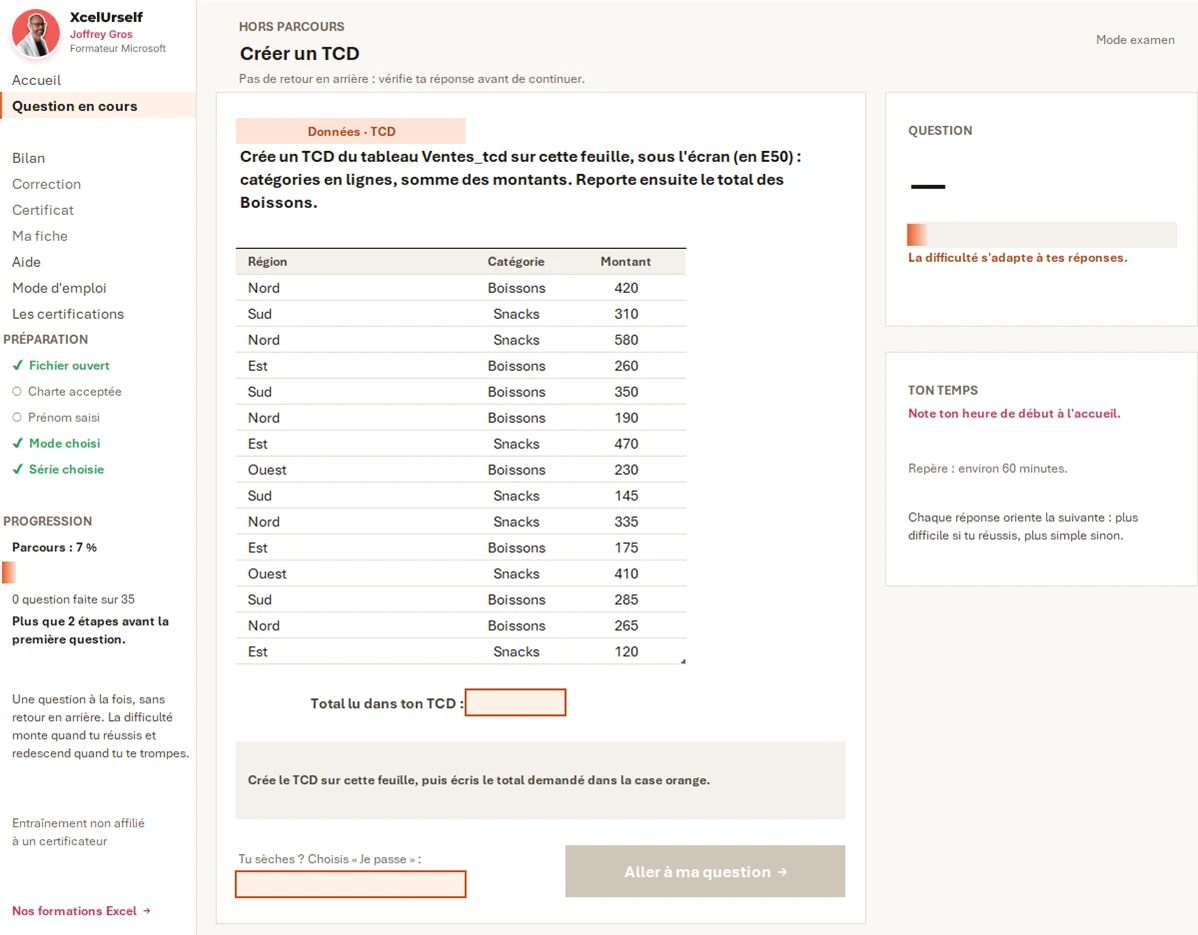 XcelUrself
Joffrey Gros
Formateur Microsoft
Accueil
Question en cours
Bilan
Correction
Certificat
Ma fiche
Aide
Mode d'emploi
Les certifications
PRÉPARATION
✔ Fichier ouvert
○ Charte acceptée
○ Prénom saisi
✔ Mode choisi
✔ Série choisie
PROGRESSION
Parcours : 7 %
0 question faite sur 35
Plus que 2 étapes avant la
première question.
Une question à la fois, sans
retour en arrière. La difficulté
monte quand tu réussis et
redescend quand tu te trompes.
Entraînement non affilié
à un certificateur
Nos formations Excel →
HORS PARCOURS
Créer un TCD
Pas de retour en arrière : vérifie ta réponse avant de continuer.
Mode examen
Données · TCD
Crée un TCD du tableau Ventes_tcd sur cette feuille, sous l'écran (en E50) :
catégories en lignes, somme des montants. Reporte ensuite le total des
Boissons.
Région Catégorie Montant
Nord Boissons 420
Sud Snacks 310
Nord Snacks 580
Est Boissons 260
Sud Boissons 350
Nord Boissons 190
Est Snacks 470
Ouest Boissons 230
Sud Snacks 145
Nord Snacks 335
Est Boissons 175
Ouest Snacks 410
Sud Boissons 285
Nord Boissons 265
Est Snacks 120
Total lu dans ton TCD :
Crée le TCD sur cette feuille, puis écris le total demandé dans la case orange.
Tu sèches ? Choisis « Je passe » :
Aller à ma question →
QUESTION
—
La difficulté s'adapte à tes réponses.
TON TEMPS
Note ton heure de début à l'accueil.
Repère : environ 60 minutes.
Chaque réponse oriente la suivante : plus
difficile si tu réussis, plus simple sinon.